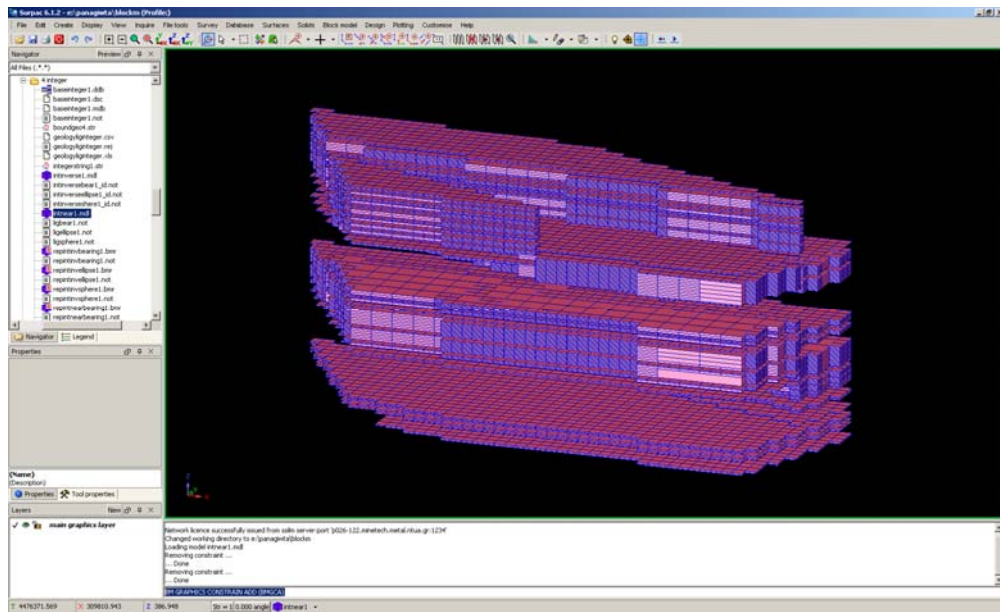 Surpac 6.1.2 - e:\panagiwta\blockm (Profile:)
File Edit Create Display View Inquire File tools Survey Database Surfaces Solids Block model Design Plotting Customise Help
Navigator Preview
All Files (.*.*)
4 integer
baseinteger1.ddb
baseinteger1.dsc
baseinteger1.mdb
baseinteger1.not
boundgeo4.str
geologyliginteger.csv
geologyliginteger.rej
geologyliginteger.xls
integerstring1.str
intinverse1.mdl
intinversebear1_id.not
intinverseellipse1_id.not
intinversesphere1_id.not
intnear1.mdl
ligbear1.not
ligellipse1.not
ligsphere1.not
repintinvbearing1.bmr
repintinvbearing1.not
repintinvellipse1.bmr
repintinvellipse1.not
repintinvsphere1.bmr
repintinvsphere1.not
repintnearbearing1.bmr
repintnearbearing1.not
Navigator Legend
Properties
(Name)
(Description)
Properties Tool properties
Layers New
main graphics layer
Network licence successfully issued from sslm server port 'p026-122.minetech.metal.ntua.gr:1234'
Changed working directory to e:/panagiwta/blockm
Loading model intnear1.mdl
Removing constraint ...
... Done
Removing constraint ...
... Done
BM GRAPHICS CONSTRAIN ADD (BMGCA)
Y 4476371.569 X 309810.943 Z 386.948 Str = 1 0.000 angle intnear1